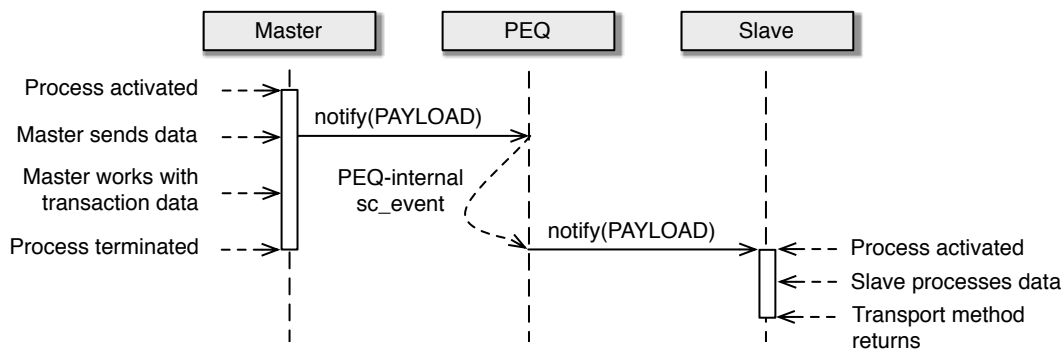 Master
PEQ
Slave
Process activated
Master sends data
notify(PAYLOAD)
Master works with
transaction data
PEQ-internal
sc_event
Process terminated
notify(PAYLOAD)
Process activated
Slave processes data
Transport method
returns